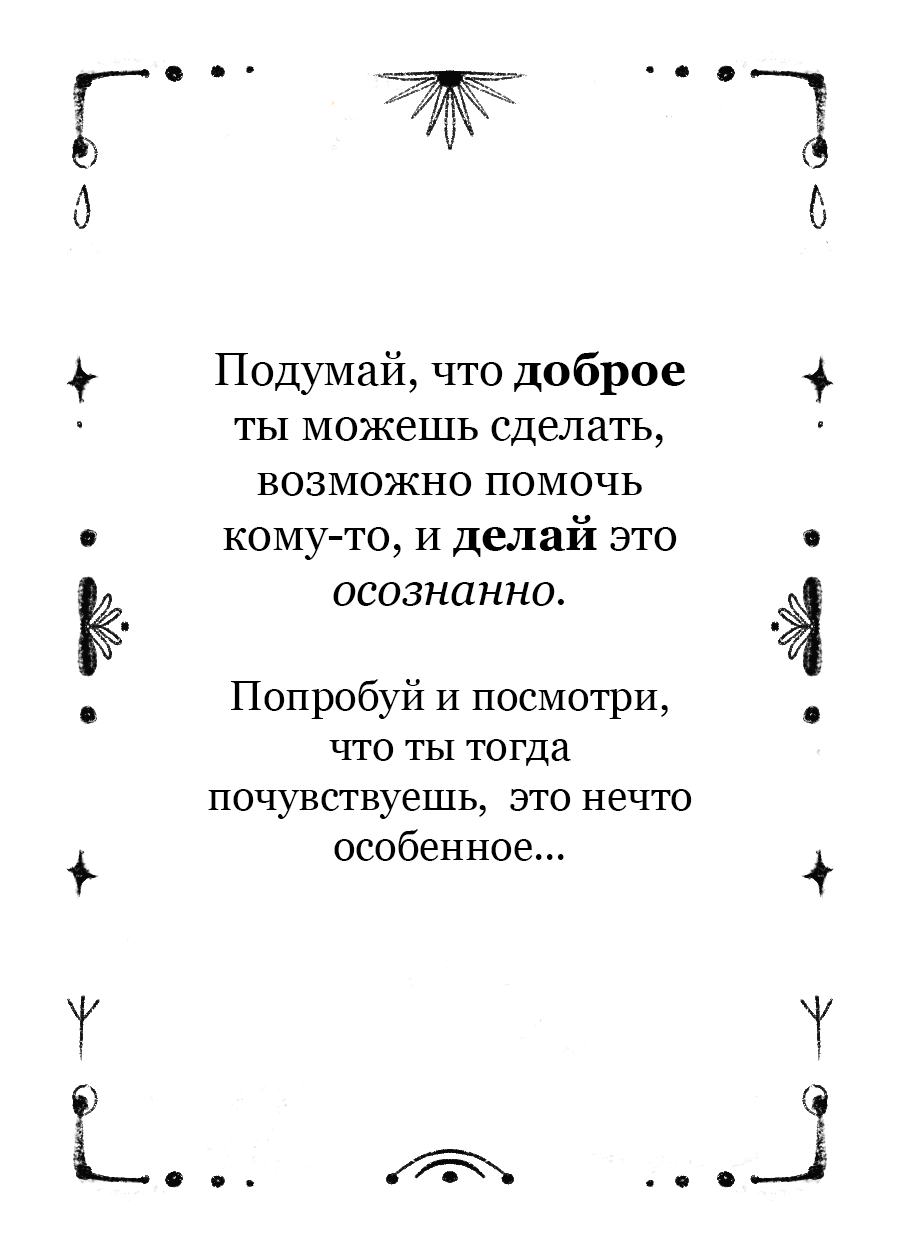 Подумай, что доброе
ты можешь сделать,
возможно помочь
кому-то, и делай это
осознанно.
Попробуй и посмотри,
что ты тогда
почувствуешь,  это нечто
особенное...